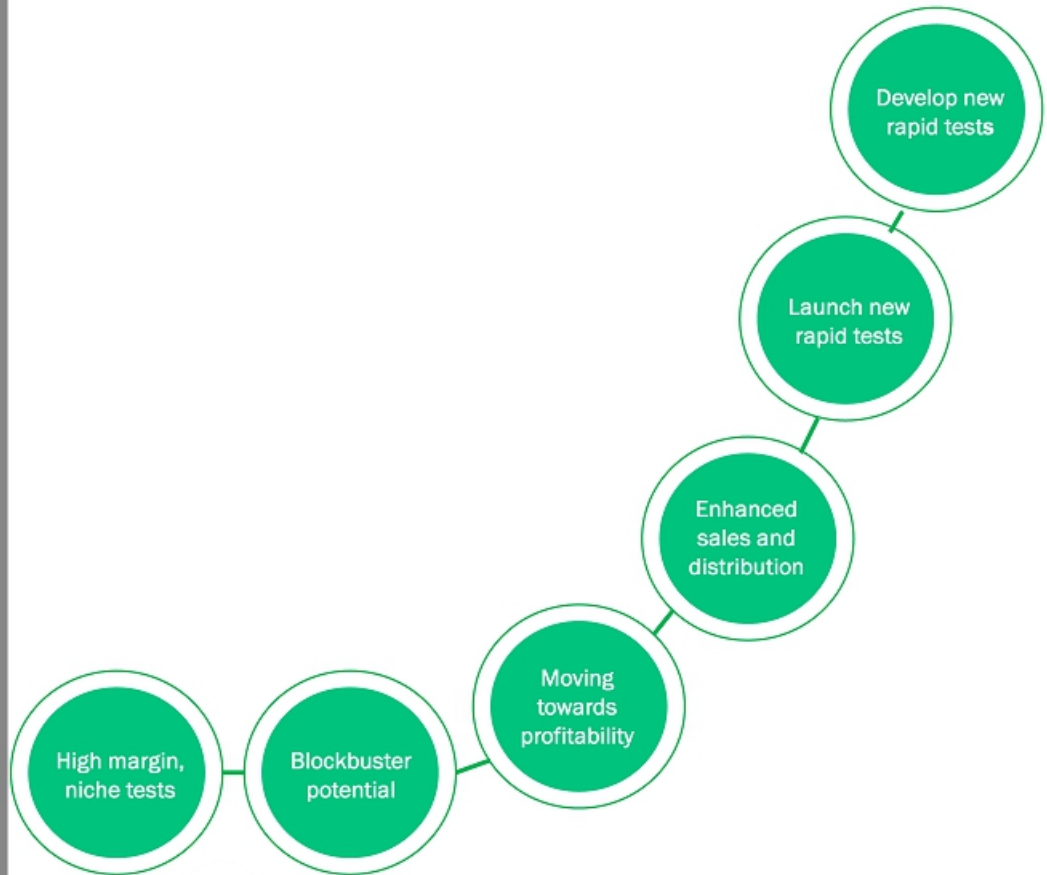 Develop new
rapid tests
Launch new
rapid tests
Enhanced
sales and
distribution
Moving
towards
profitability
High margin,
niche tests
Blockbuster
potential